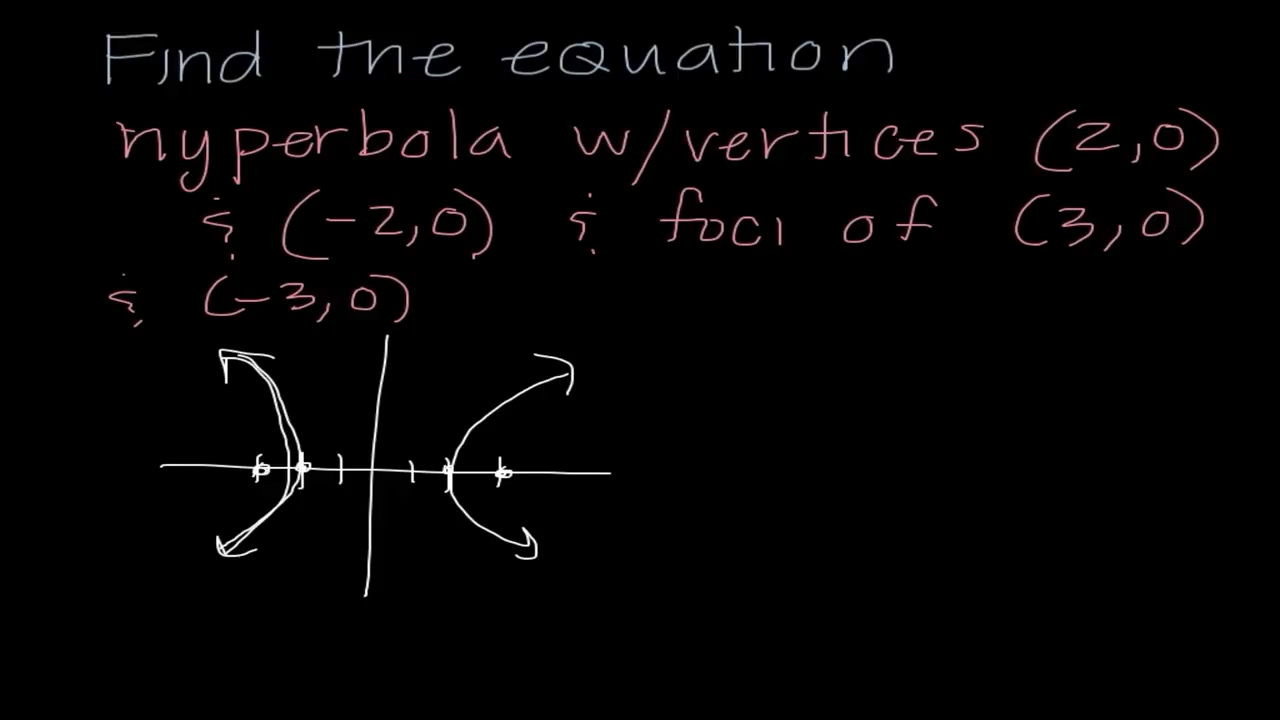 Find the equation
hyperbola w/vertices (2,0)
& (-2,0) & foci of (3,0)
& (-3,0)